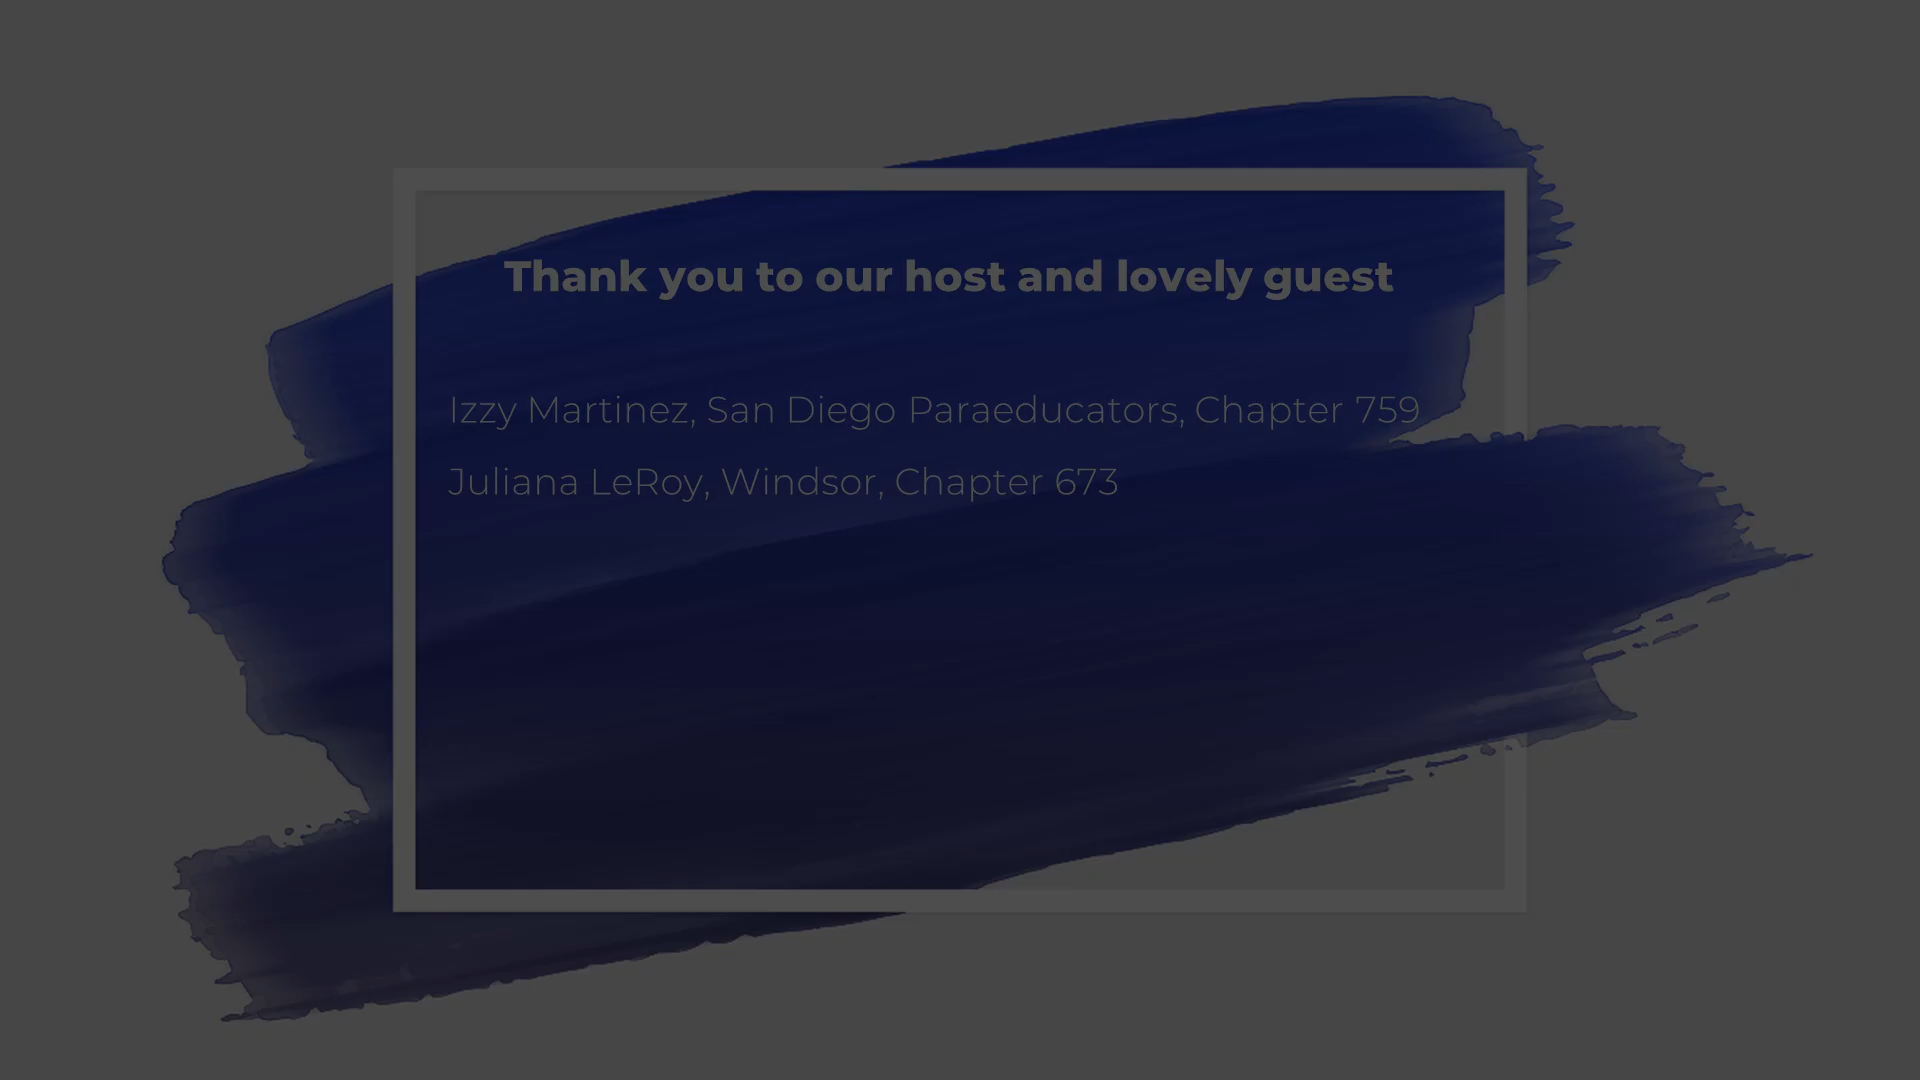 Thank you to our host and lovely guest
Izzy Martinez, San Diego Paraeducators, Chapter 759
Juliana LeRoy, Windsor, Chapter 673